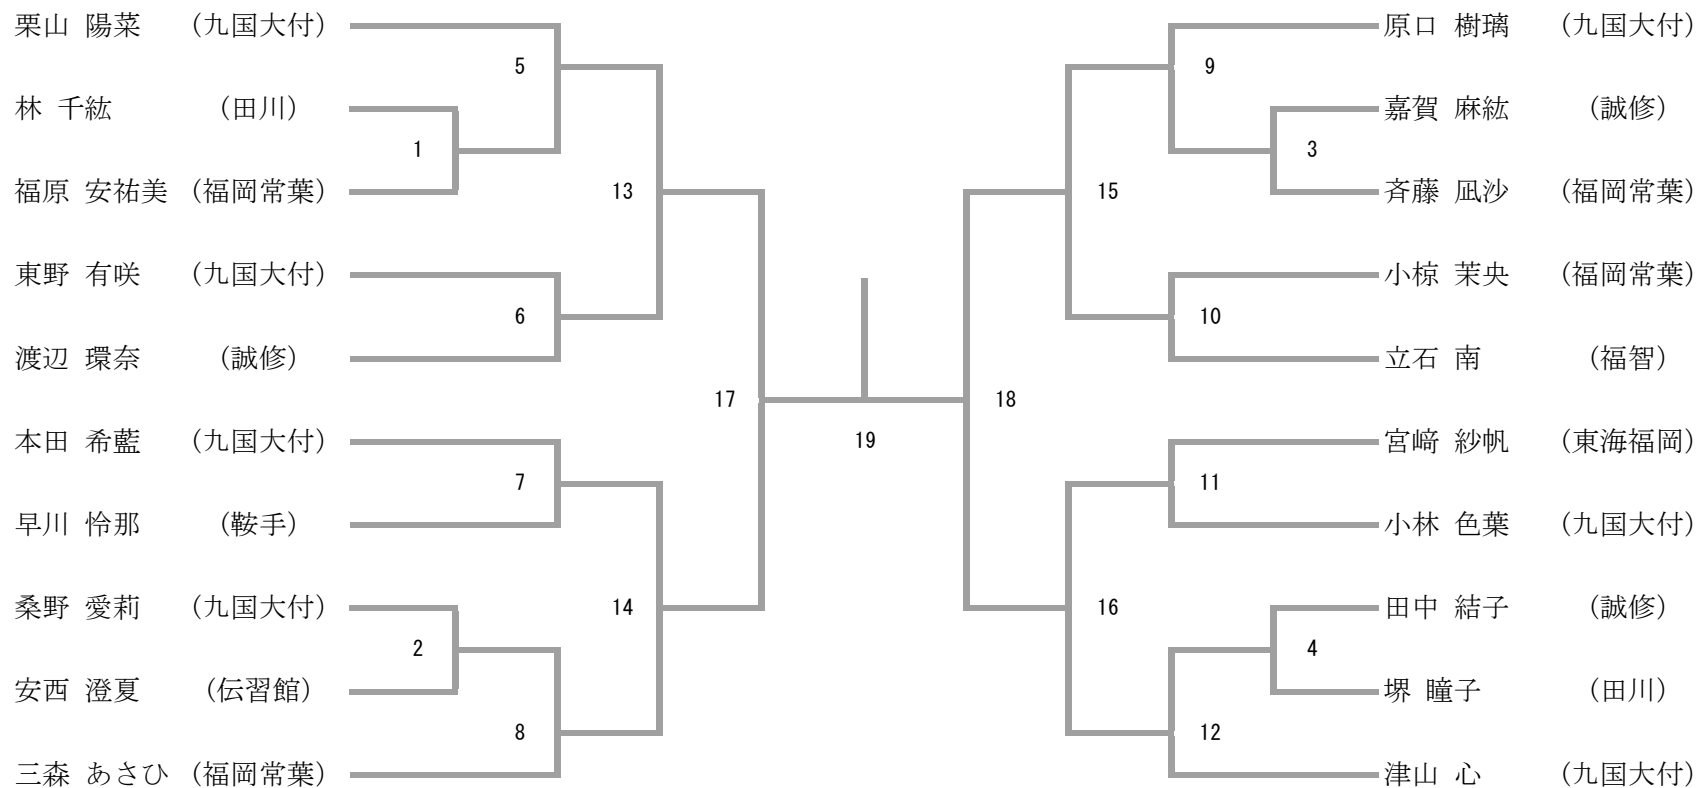 栗山 陽菜 （九国大付）
原口 樹璃 （九国大付）
5
9
林 千紘 （田川）
嘉賀 麻紘 （誠修）
1
3
福原 安祐美 （福岡常葉）
13
15
斉藤 凪沙 （福岡常葉）
東野 有咲 （九国大付）
小椋 茉央 （福岡常葉）
6
10
渡辺 環奈 （誠修）
立石 南 （福智）
17
18
本田 希藍 （九国大付）
19
宮﨑 紗帆 （東海福岡）
7
11
早川 怜那 （鞍手）
小林 色葉 （九国大付）
桑野 愛莉 （九国大付）
14
16
田中 結子 （誠修）
2
4
安西 澄夏 （伝習館）
堺 瞳子 （田川）
8
12
三森 あさひ （福岡常葉）
津山 心 （九国大付）